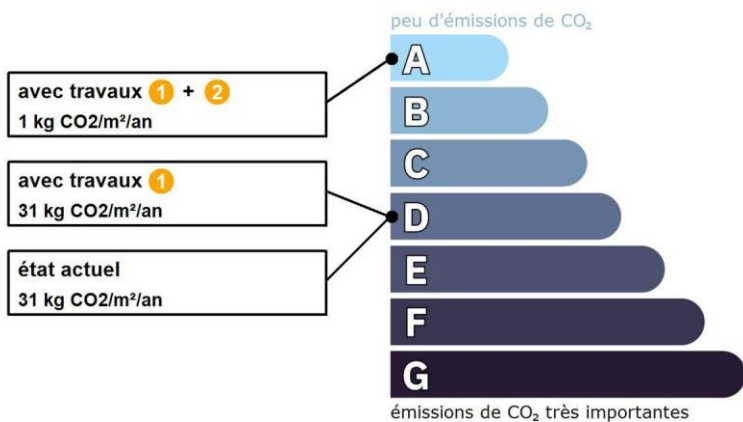 peu d'émissions de CO₂
A
avec travaux 1 + 2
1 kg CO2/m²/an
B
C
avec travaux 1
31 kg CO2/m²/an
D
état actuel
31 kg CO2/m²/an
E
F
G
émissions de CO₂ très importantes